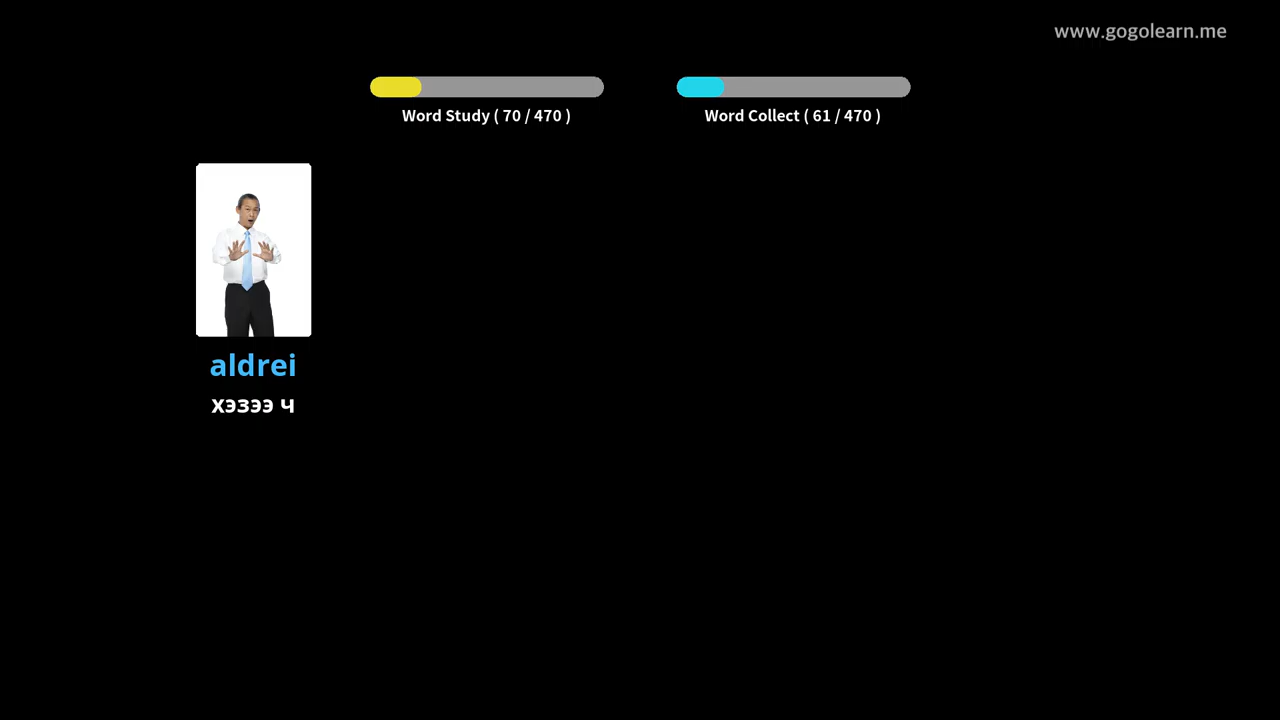 www.gogolearn.me
Word Study ( 70 / 470 )
Word Collect ( 61 / 470 )
aldrei
хэзээ ч